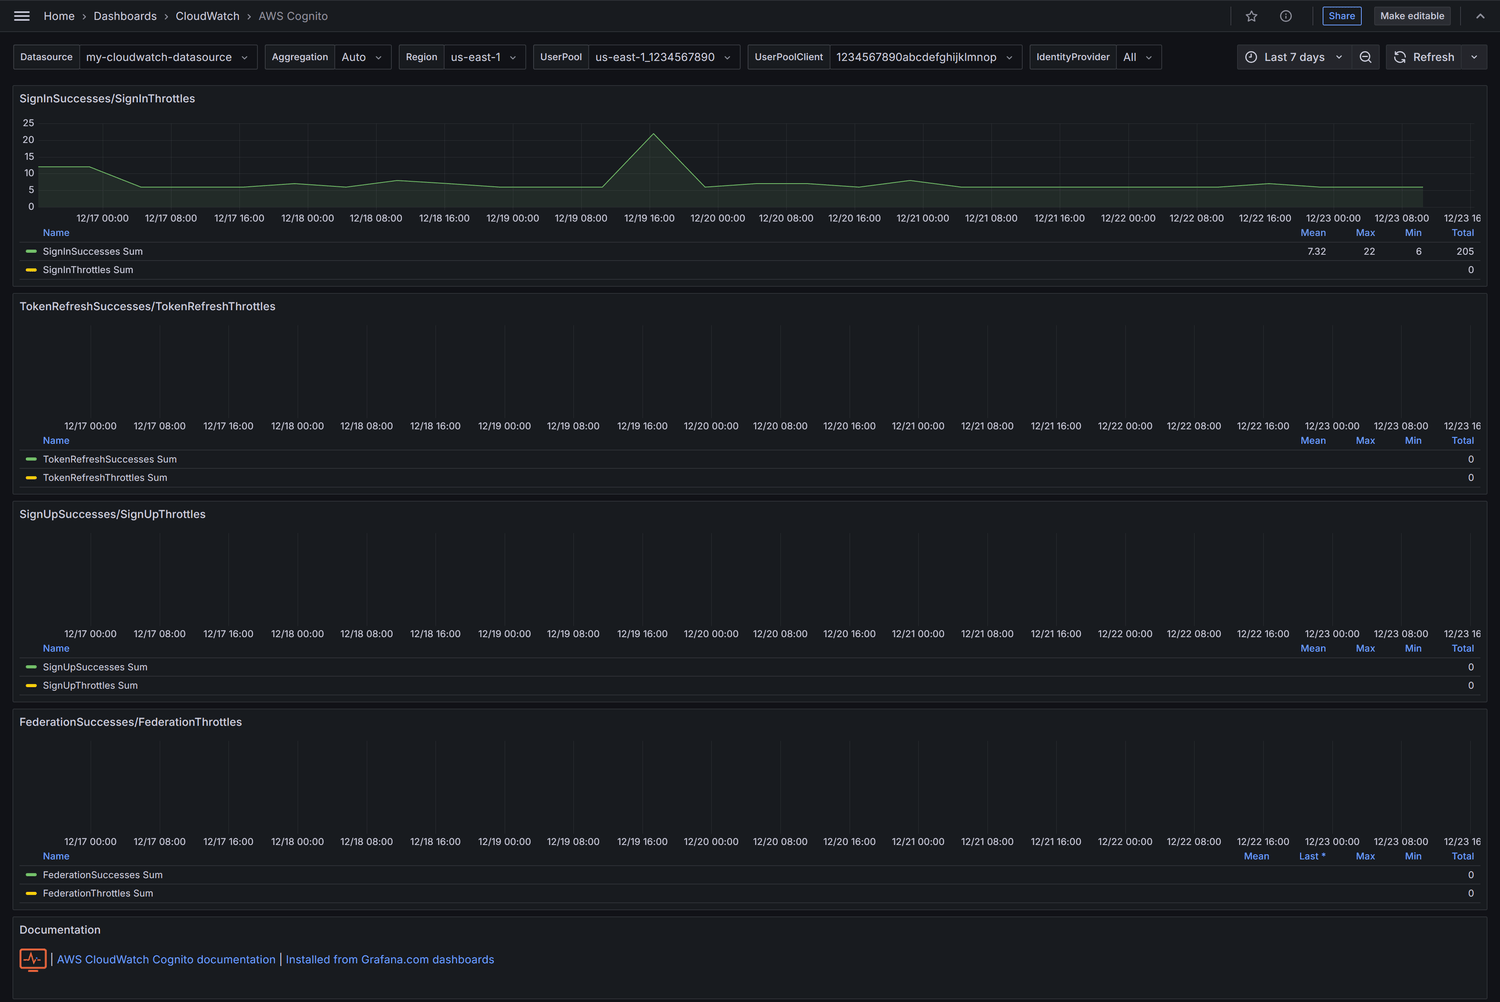 Home › Dashboards › CloudWatch › AWS Cognito Share Make editable
Datasource my-cloudwatch-datasource Aggregation Auto Region us-east-1 UserPool us-east-1_1234567890 UserPoolClient 1234567890abcdefghijklmnop IdentityProvider All Last 7 days Refresh
SignInSuccesses/SignInThrottles
25
20
15
10
5
0
12/17 00:00 12/17 08:00 12/17 16:00 12/18 00:00 12/18 08:00 12/18 16:00 12/19 00:00 12/19 08:00 12/19 16:00 12/20 00:00 12/20 08:00 12/20 16:00 12/21 00:00 12/21 08:00 12/21 16:00 12/22 00:00 12/22 08:00 12/22 16:00 12/23 00:00 12/23 08:00 12/23 16
Name Mean Max Min Total
SignInSuccesses Sum 7.32 22 6 205
SignInThrottles Sum 0
TokenRefreshSuccesses/TokenRefreshThrottles
12/17 00:00 12/17 08:00 12/17 16:00 12/18 00:00 12/18 08:00 12/18 16:00 12/19 00:00 12/19 08:00 12/19 16:00 12/20 00:00 12/20 08:00 12/20 16:00 12/21 00:00 12/21 08:00 12/21 16:00 12/22 00:00 12/22 08:00 12/22 16:00 12/23 00:00 12/23 08:00 12/23 16
Name Mean Max Min Total
TokenRefreshSuccesses Sum 0
TokenRefreshThrottles Sum 0
SignUpSuccesses/SignUpThrottles
12/17 00:00 12/17 08:00 12/17 16:00 12/18 00:00 12/18 08:00 12/18 16:00 12/19 00:00 12/19 08:00 12/19 16:00 12/20 00:00 12/20 08:00 12/20 16:00 12/21 00:00 12/21 08:00 12/21 16:00 12/22 00:00 12/22 08:00 12/22 16:00 12/23 00:00 12/23 08:00 12/23 16
Name Mean Max Min Total
SignUpSuccesses Sum 0
SignUpThrottles Sum 0
FederationSuccesses/FederationThrottles
12/17 00:00 12/17 08:00 12/17 16:00 12/18 00:00 12/18 08:00 12/18 16:00 12/19 00:00 12/19 08:00 12/19 16:00 12/20 00:00 12/20 08:00 12/20 16:00 12/21 00:00 12/21 08:00 12/21 16:00 12/22 00:00 12/22 08:00 12/22 16:00 12/23 00:00 12/23 08:00 12/23 16
Name Mean Last * Max Min Total
FederationSuccesses Sum 0
FederationThrottles Sum 0
Documentation
| AWS CloudWatch Cognito documentation | Installed from Grafana.com dashboards